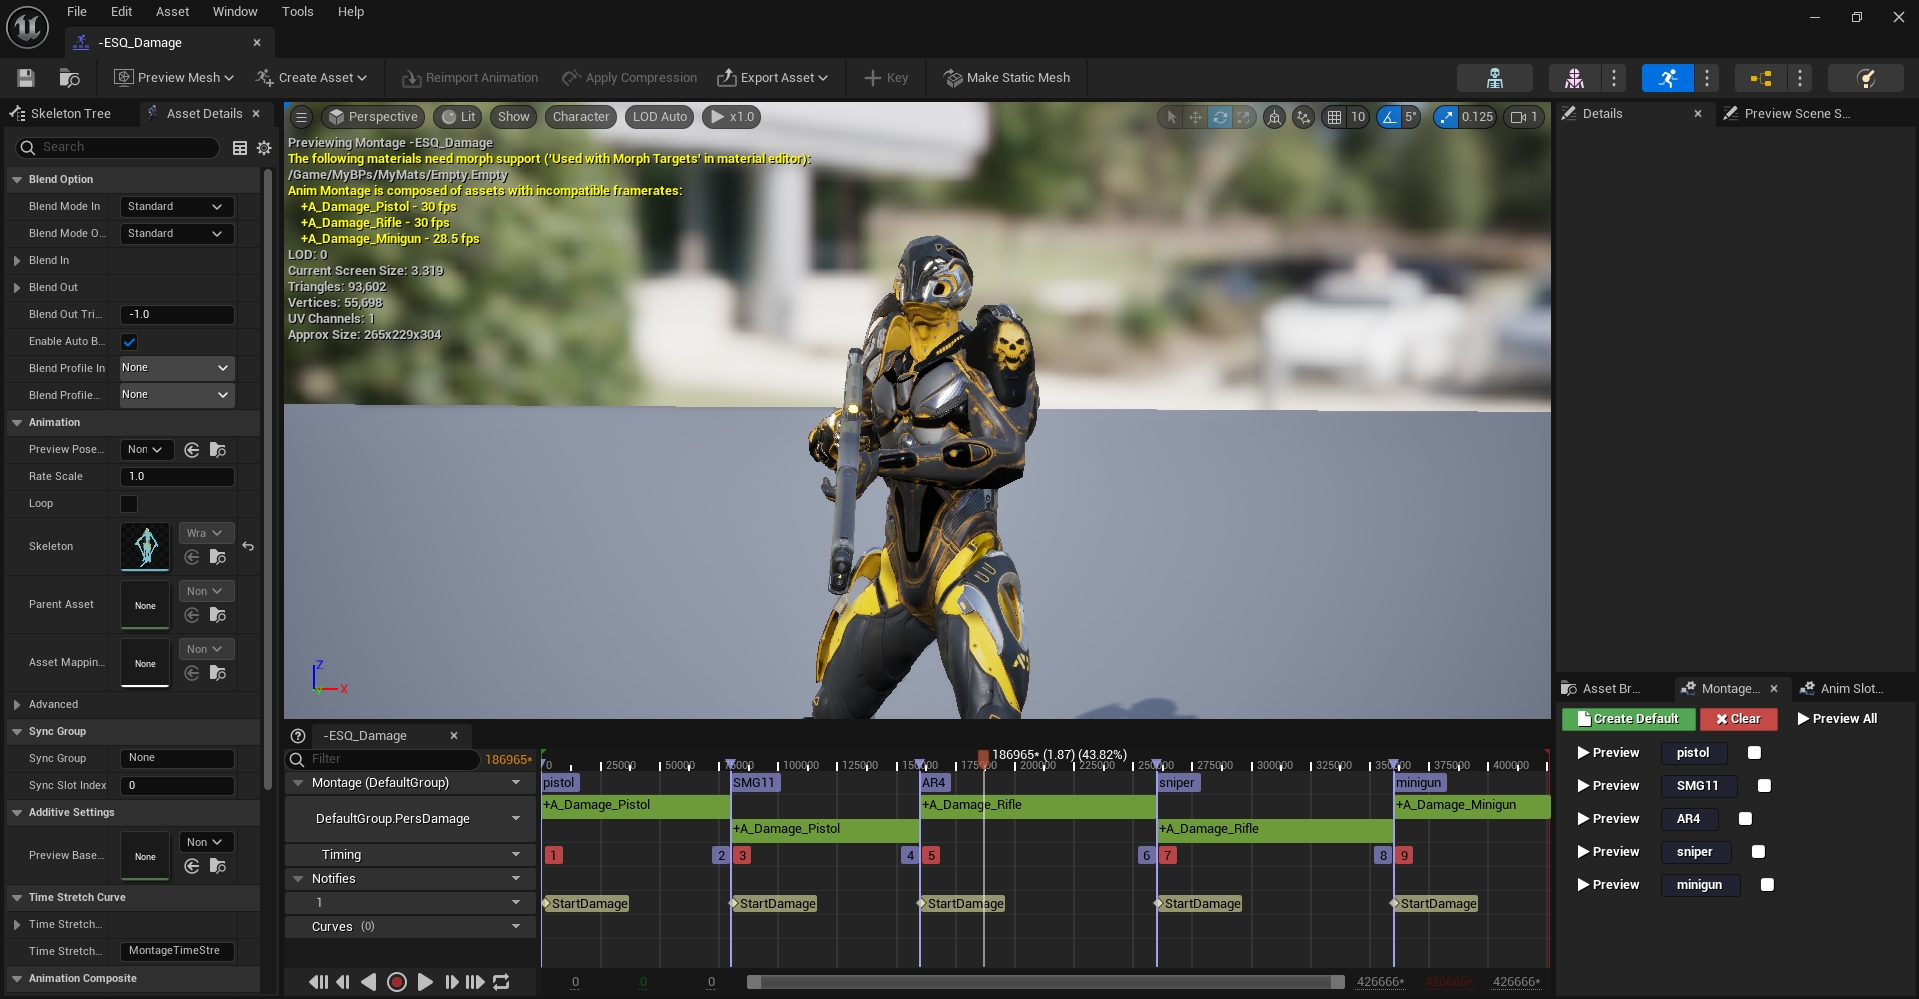 File Edit Asset Window Tools Help
-ESQ_Damage
Preview Mesh Create Asset Reimport Animation Apply Compression Export Asset Key Make Static Mesh
Skeleton Tree Asset Details
Search
Blend Option
Blend Mode In Standard
Blend Mode O... Standard
Blend In
Blend Out
Blend Out Tri... -1.0
Enable Auto B...
Blend Profile In None
Blend Profile... None
Animation
Preview Pose... Non
Rate Scale 1.0
Loop
Skeleton Wra
Parent Asset None Non
Asset Mappin... None Non
Advanced
Sync Group
Sync Group None
Sync Slot Index 0
Additive Settings
Preview Base... None Non
Time Stretch Curve
Time Stretch...
Time Stretch... MontageTimeStre
Animation Composite
Perspective Lit Show Character LOD Auto x1.0 10 5° 0.125 1
Previewing Montage -ESQ_Damage
The following materials need morph support ('Used with Morph Targets' in material editor):
/Game/MyBPs/MyMats/Empty.Empty
Anim Montage is composed of assets with incompatible framerates:
+A_Damage_Pistol - 30 fps
+A_Damage_Rifle - 30 fps
+A_Damage_Minigun - 28.5 fps
LOD: 0
Current Screen Size: 3.319
Triangles: 93,602
Vertices: 55,698
UV Channels: 1
Approx Size: 265x229x304
Z
X
-ESQ_Damage
Filter 186965*
186965* (1.87) (43.82%)
0 25000 50000 75000 100000 125000 150000 175000 200000 225000 250000 275000 300000 325000 350000 375000 400000
Montage (DefaultGroup) pistol SMG11 AR4 sniper minigun
+A_Damage_Pistol +A_Damage_Rifle +A_Damage_Minigun
DefaultGroup.PersDamage
+A_Damage_Pistol +A_Damage_Rifle
Timing 1 2 3 4 5 6 7 8 9
Notifies
1 StartDamage StartDamage StartDamage StartDamage StartDamage
Curves (0)
0 0 0 426666* 426666* 426666*
Details Preview Scene S...
Asset Br... Montage... Anim Slot...
Create Default Clear Preview All
Preview pistol
Preview SMG11
Preview AR4
Preview sniper
Preview minigun